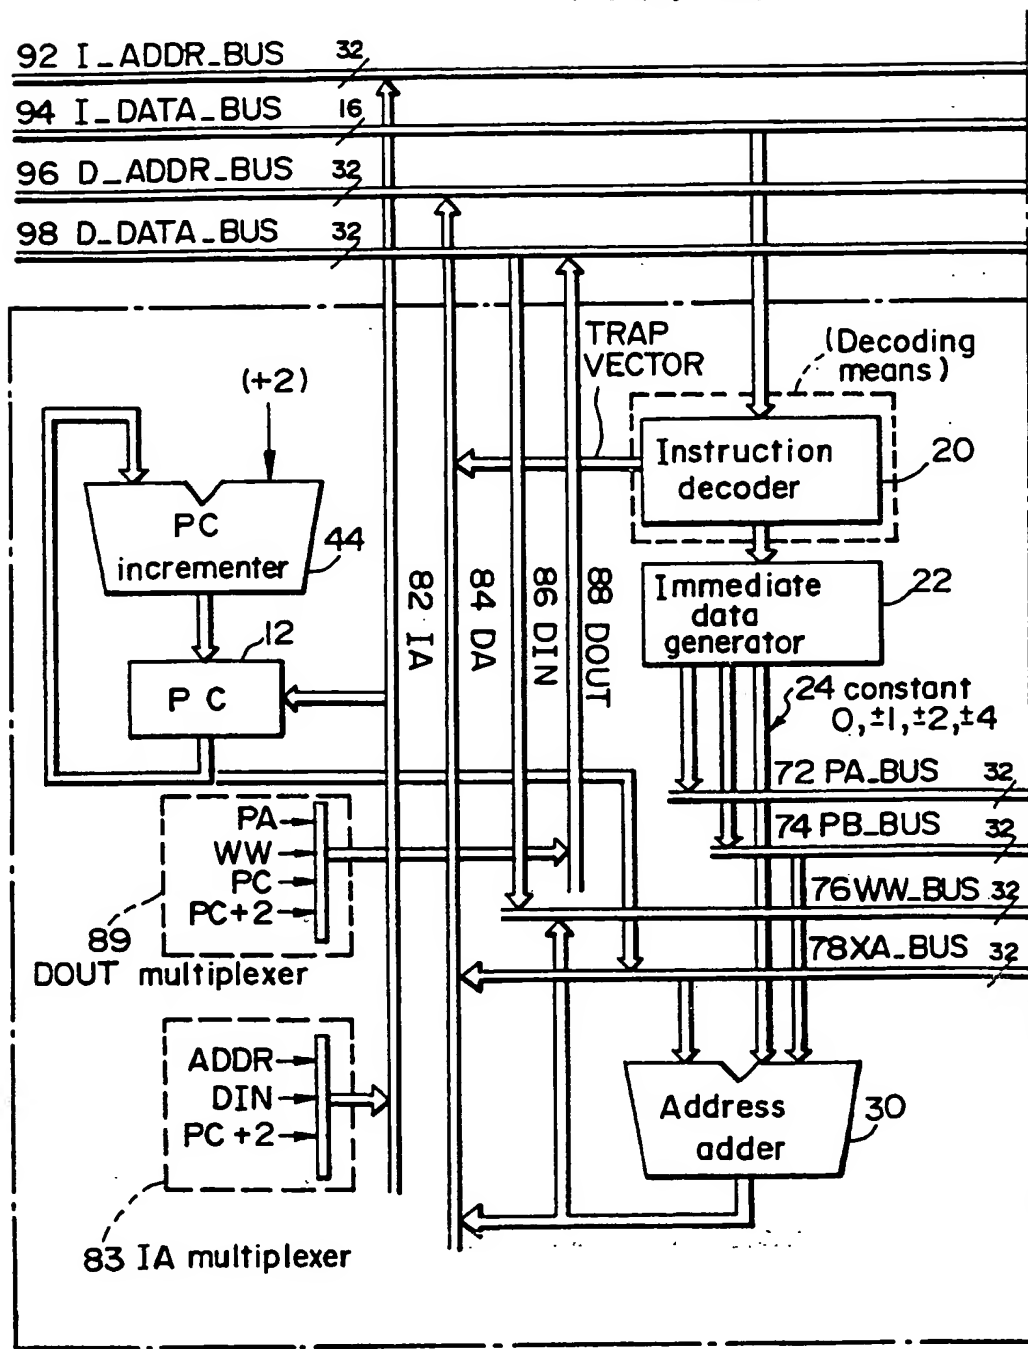 92 I_ADDR_BUS 32
94 I_DATA_BUS 16
96 D_ADDR_BUS 32
98 D_DATA_BUS 32
TRAP
VECTOR
(Decoding
means)
(+2)
Instruction
decoder
20
PC
incrementer
44
82 IA
84 DA
86 DIN
88 DOUT
Immediate
data
generator
22
12
PC
24 constant
0,±1,±2,±4
72 PA_BUS 32
74 PB_BUS 32
76 WW_BUS 32
78 XA_BUS 32
PA
WW
PC
PC+2
89
DOUT multiplexer
ADDR
DIN
PC+2
83 IA multiplexer
Address
adder
30